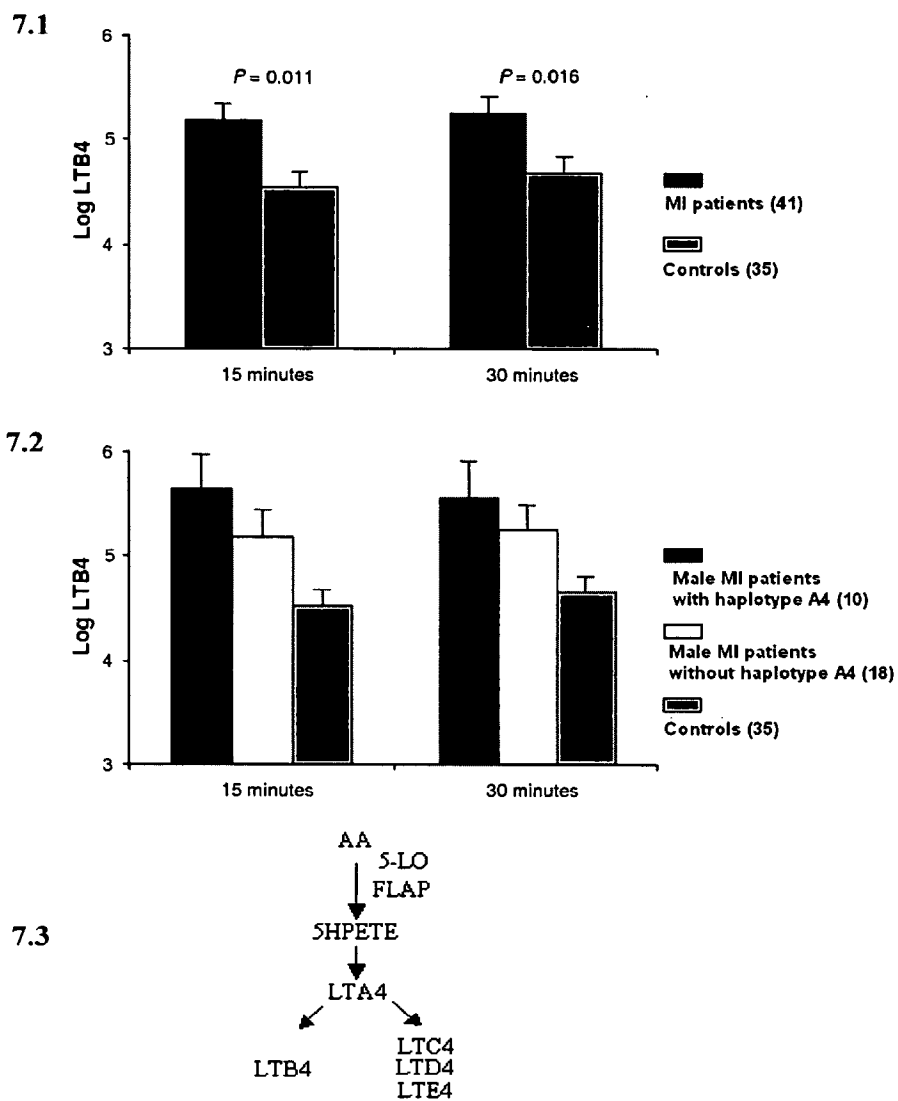 7.1
6
5
4
3
Log LTB4
P = 0.011
P = 0.016
15 minutes
30 minutes
MI patients (41)
Controls (35)
7.2
6
5
4
3
Log LTB4
15 minutes
30 minutes
Male MI patients
with haplotype A4 (10)
Male MI patients
without haplotype A4 (18)
Controls (35)
7.3
AA
5-LO
FLAP
5HPETE
LTA4
LTB4
LTC4
LTD4
LTE4